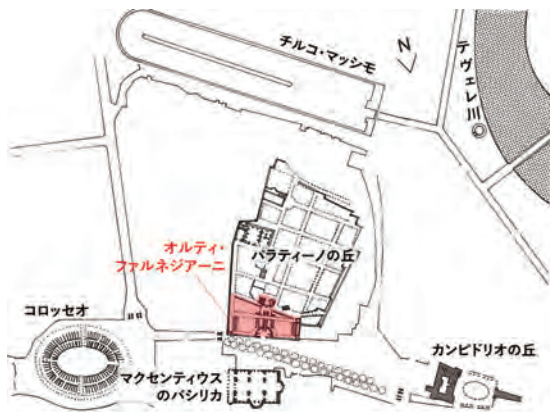 チルコ・マッシモ
N
テヴェレ川
オルティ・
ファルネジアーニ
パラティーノの丘
コロッセオ
カンピドリオの丘
マクセンティウス
のバシリカ